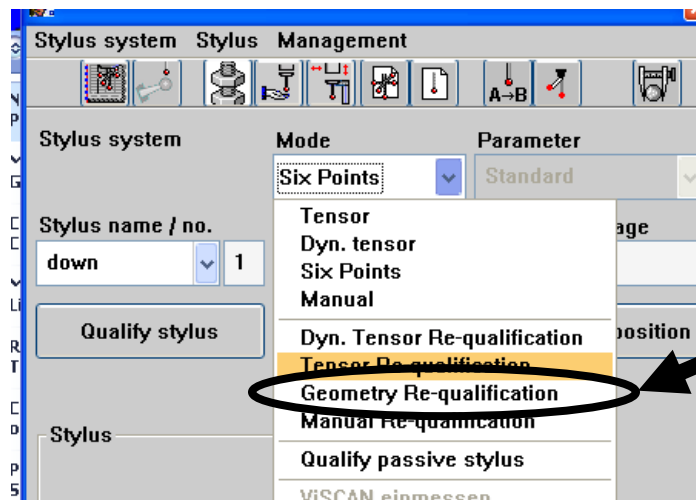 Stylus system Stylus Management
A→B
Stylus system Mode Parameter
Six Points Standard
Stylus name / no.
down 1
Tensor
Dyn. tensor
Six Points
Manual
Qualify stylus
Dyn. Tensor Re-qualification
Tensor Re-qualification
Geometry Re-qualification
Manual Re-qualification
Stylus
Qualify passive stylus
ViSCAN einmessen